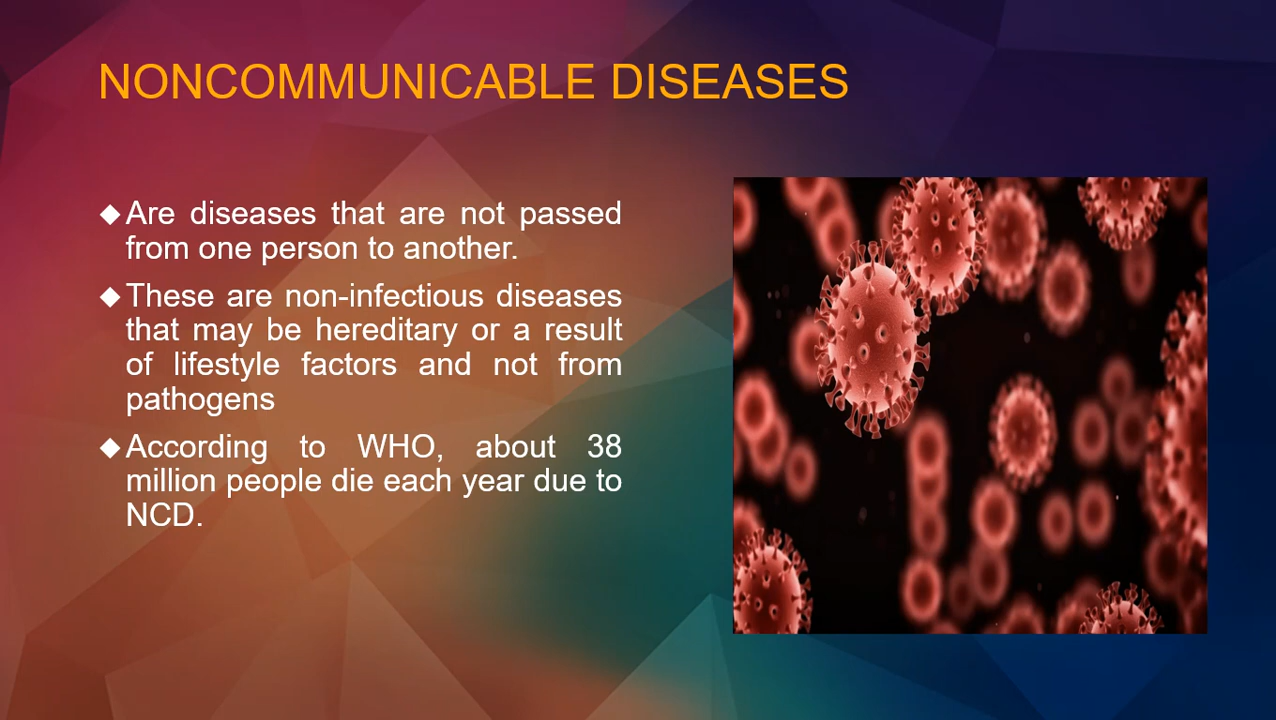 NONCOMMUNICABLE DISEASES
◆Are diseases that are not passed
from one person to another.
◆These are non-infectious diseases
that may be hereditary or a result
of lifestyle factors and not from
pathogens
◆According to WHO, about 38
million people die each year due to
NCD.